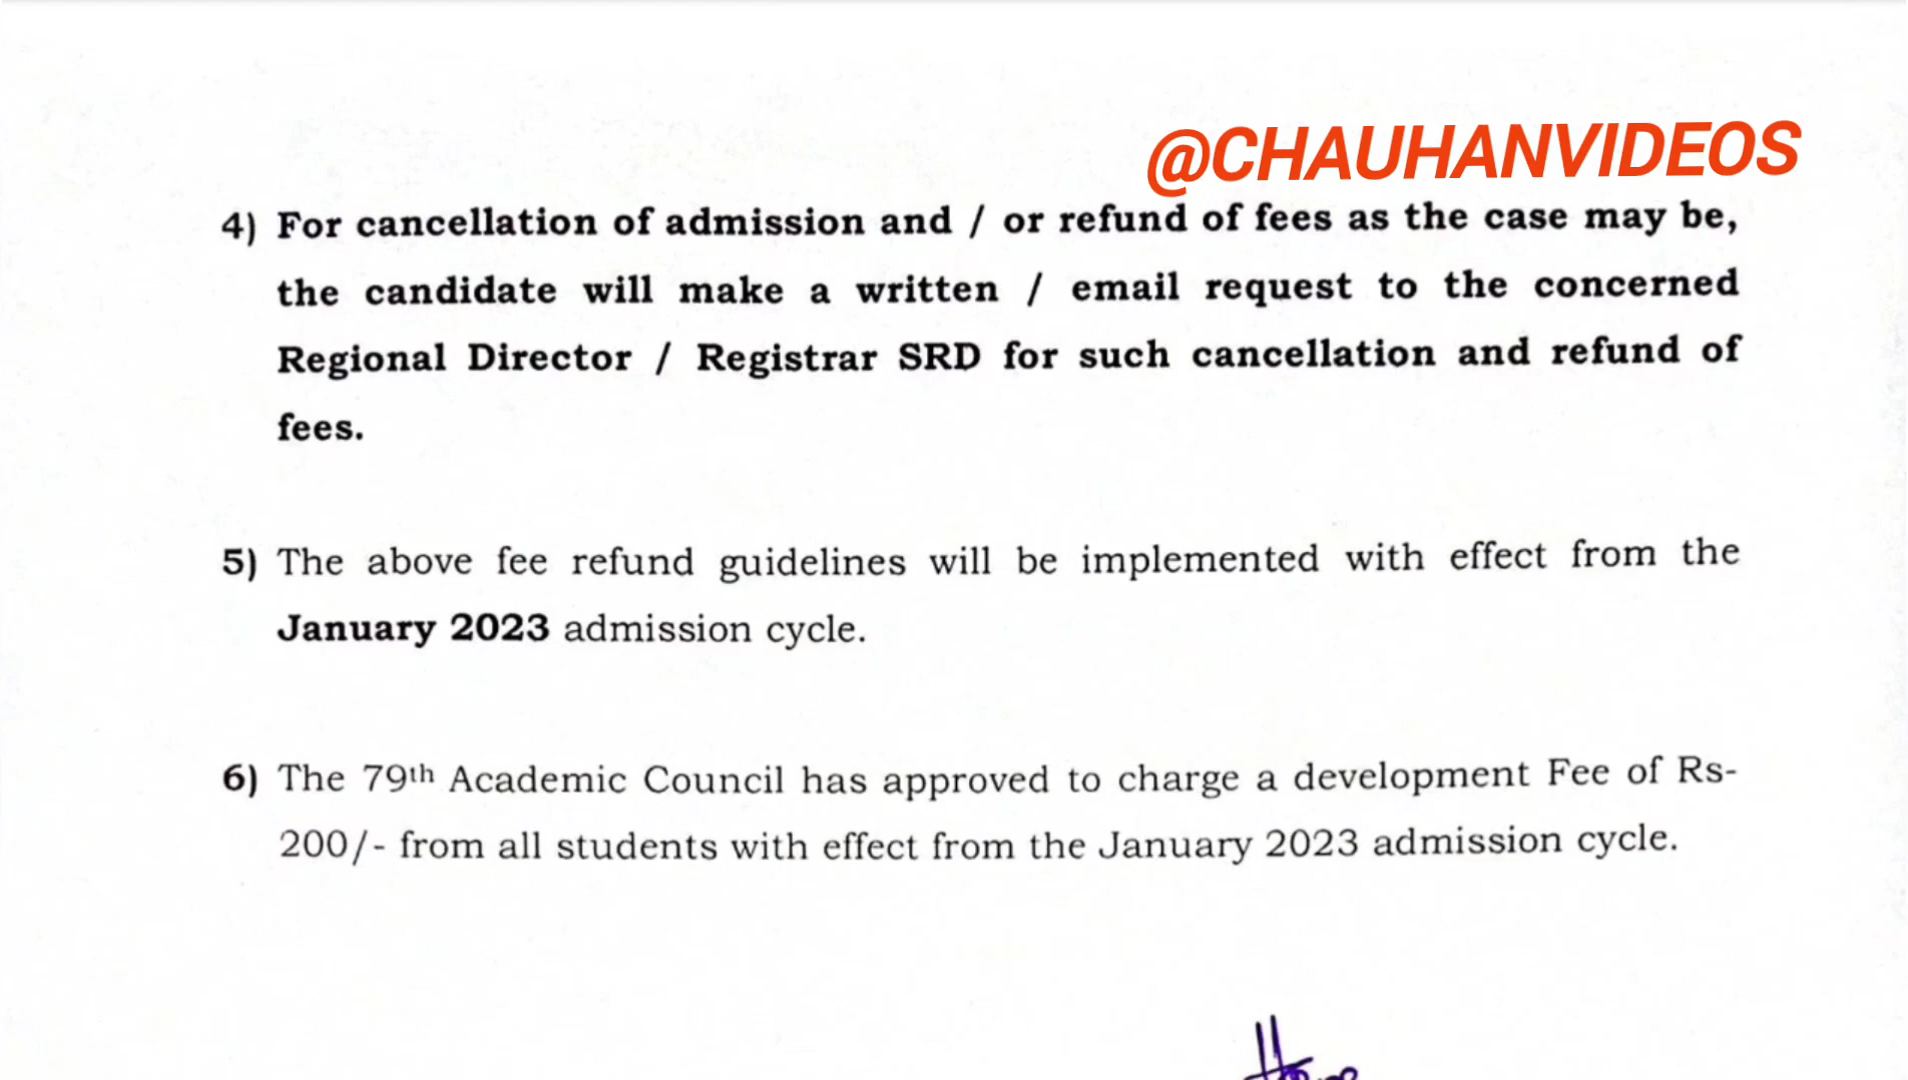 @CHAUHANVIDEOS
4) For cancellation of admission and / or refund of fees as the case may be,
the candidate will make a written / email request to the concerned
Regional Director / Registrar SRD for such cancellation and refund of
fees.
5) The above fee refund guidelines will be implemented with effect from the
January 2023 admission cycle.
6) The 79th Academic Council has approved to charge a development Fee of Rs-
200/- from all students with effect from the January 2023 admission cycle.